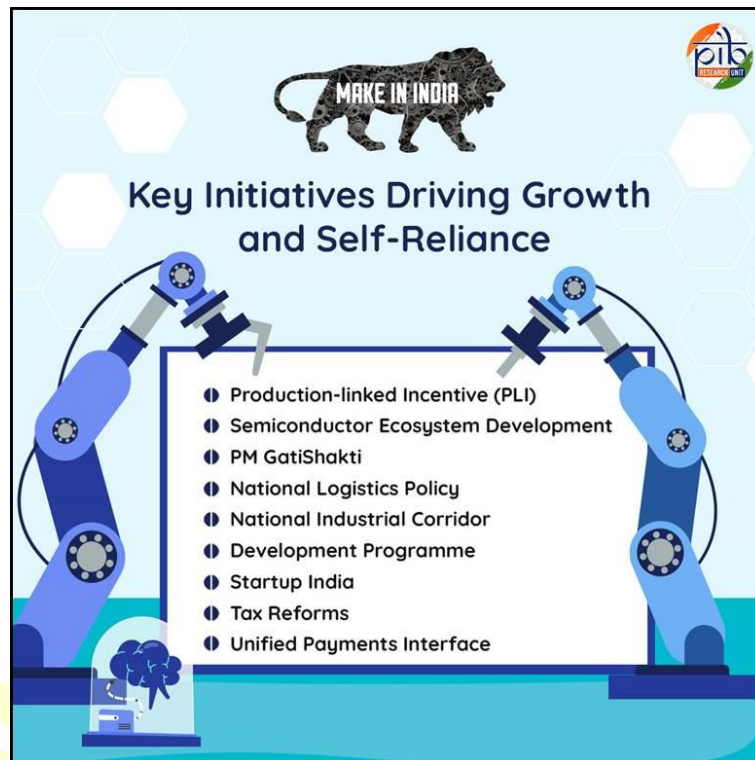 pib
RESEARCH UNIT
MAKE IN INDIA
Key Initiatives Driving Growth
and Self-Reliance
Production-linked Incentive (PLI)
Semiconductor Ecosystem Development
PM GatiShakti
National Logistics Policy
National Industrial Corridor
Development Programme
Startup India
Tax Reforms
Unified Payments Interface